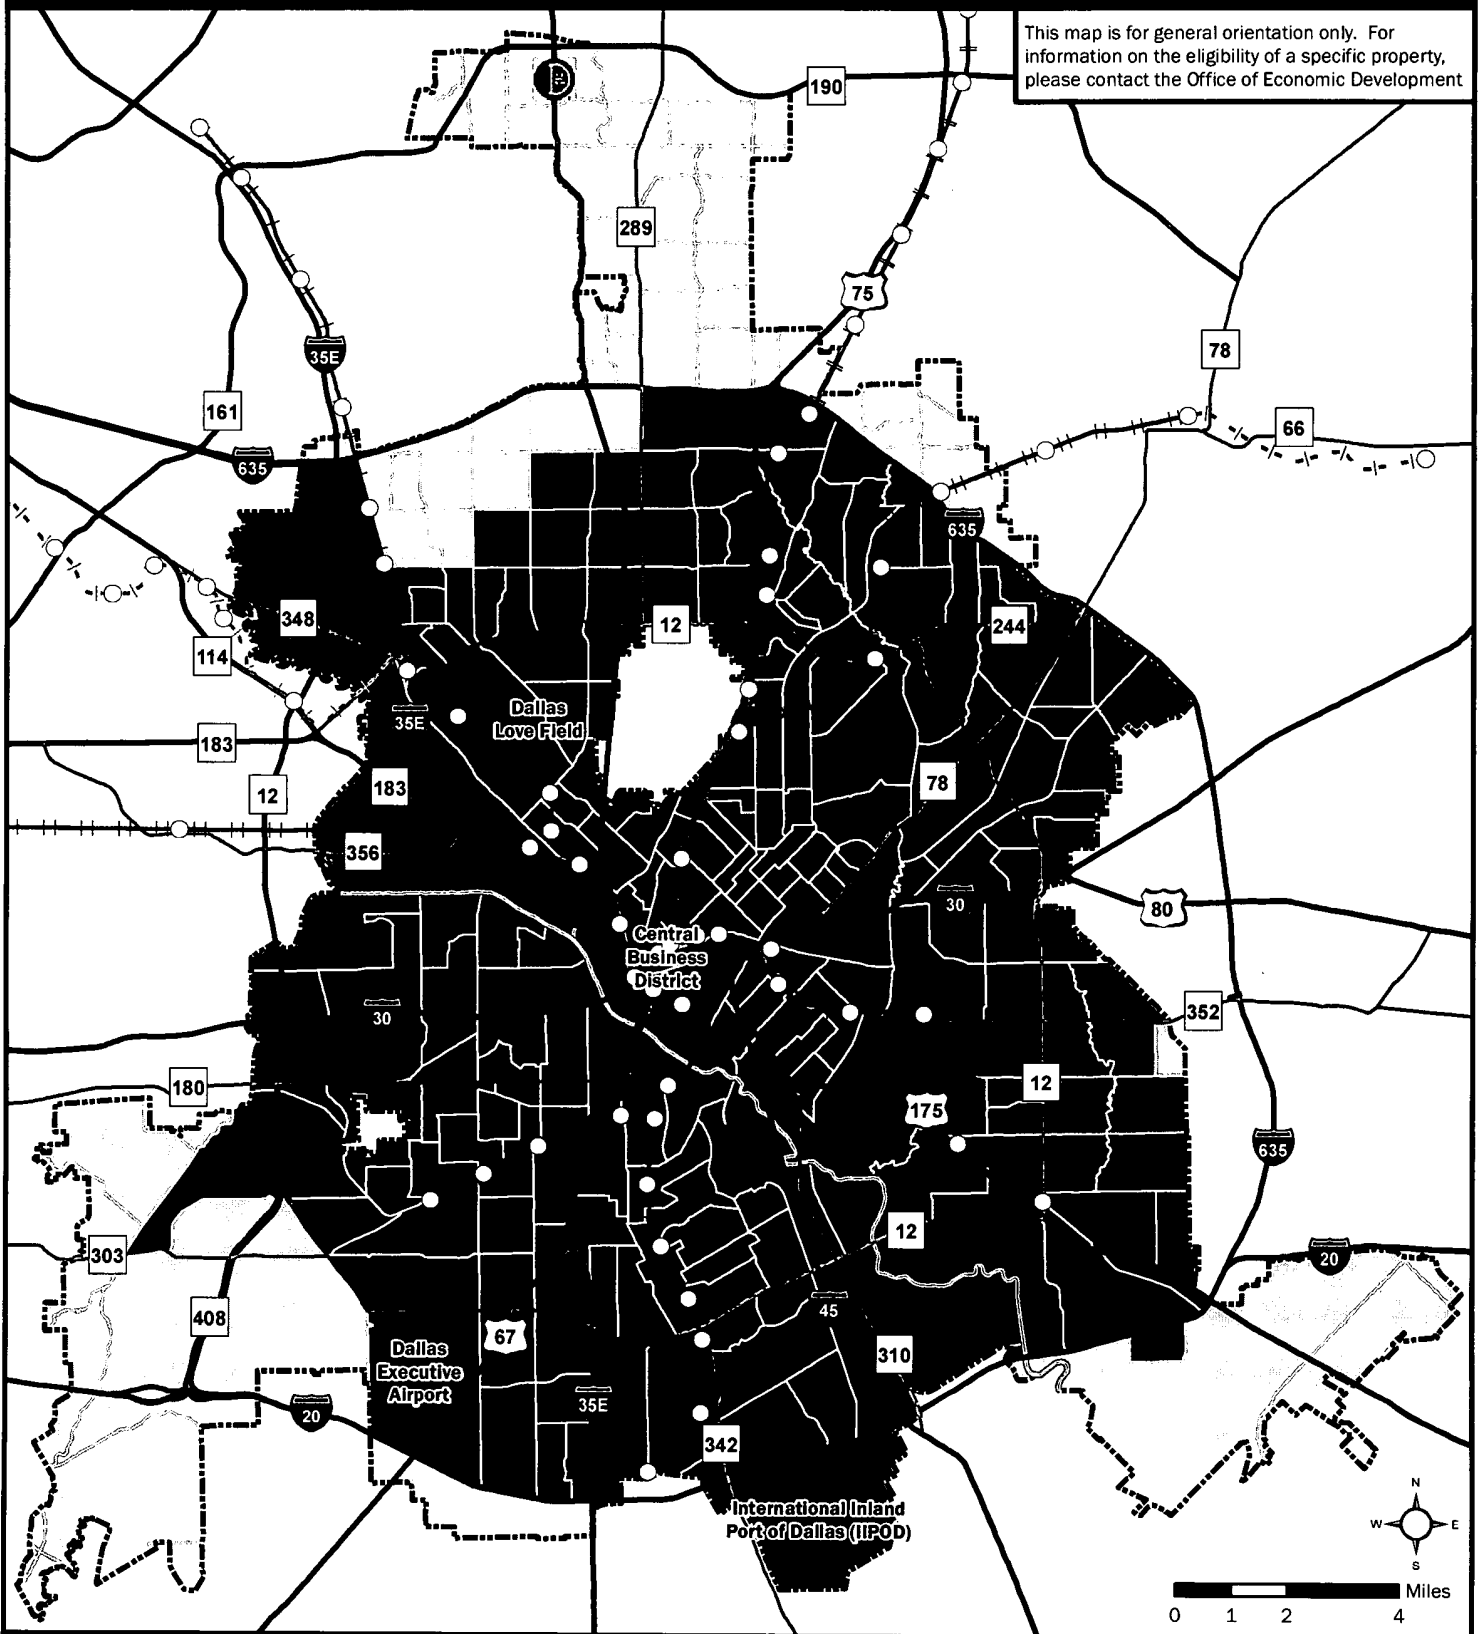 This map is for general orientation only. For
information on the eligibility of a specific property,
please contact the Office of Economic Development
190
289
75
35E
78
161
66
635
635
348
12
244
114
Dallas
Love Field
35E
183
183
78
12
356
30
80
Central
Business
District
30
352
180
12
175
635
12
303
20
45
408
67
310
Dallas
Executive
Airport
35E
20
342
International Inland
Port of Dallas (IIPOD)
N
W E
S
Miles
0 1 2 4